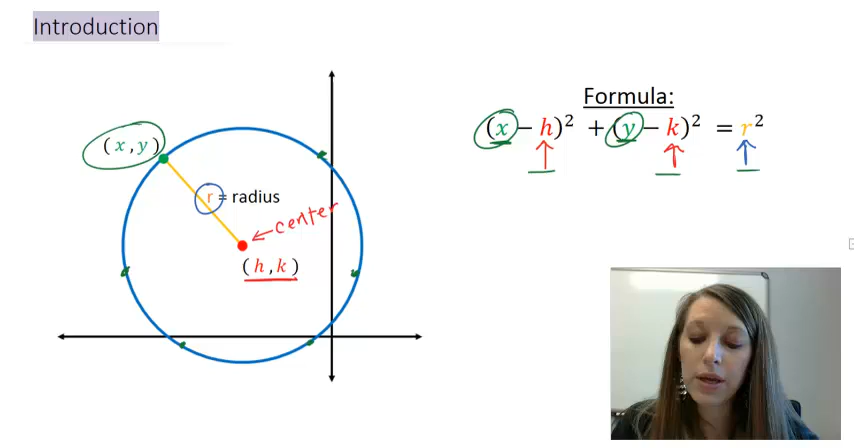 Introduction
Formula:
(x − h)² + (y − k)² = r²
(x, y)
r = radius
←center
(h, k)